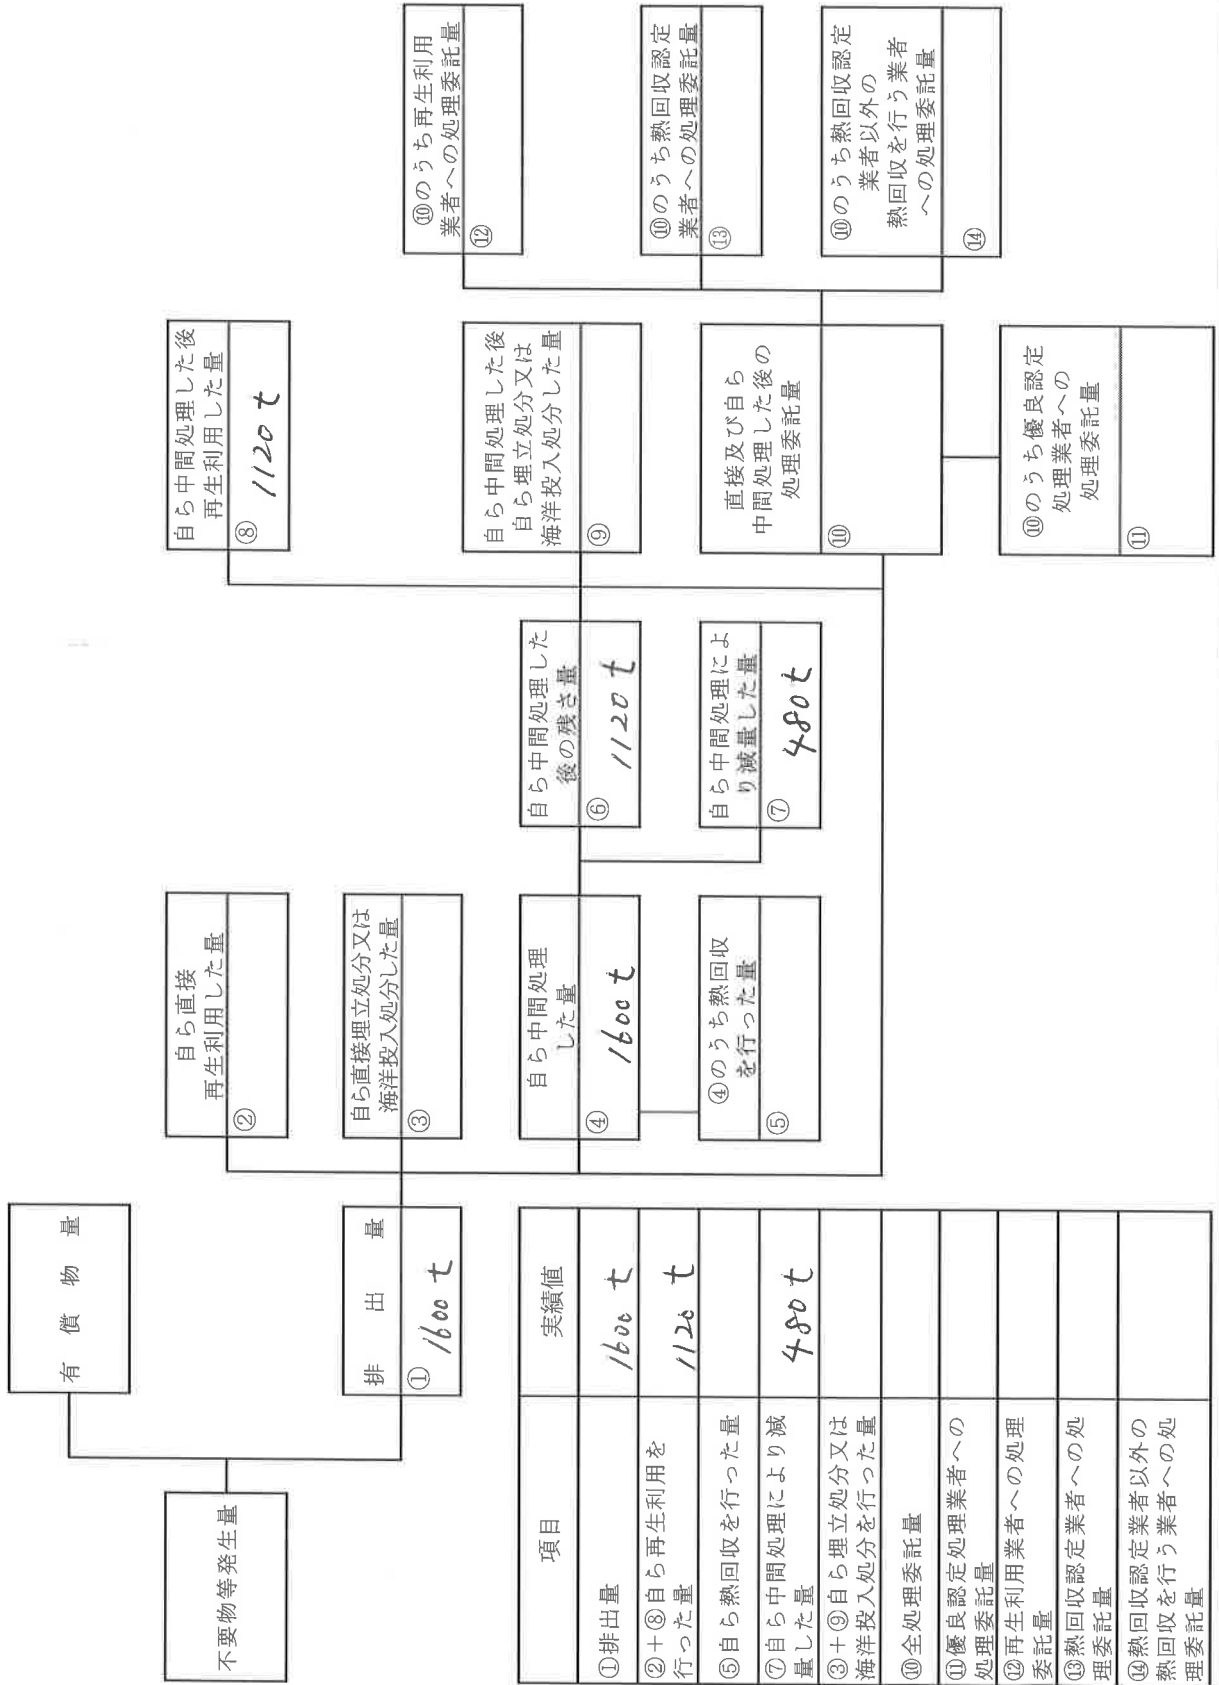 不要物等発生量
有償物量
排出量
①
1600 t
自ら直接
再生利用した量
②
自ら直接埋立処分又は
海洋投入処分した量
③
自ら中間処理
した量
④
1600 t
④のうち熱回収
を行った量
⑤
自ら中間処理した
後の残さ量
⑥
1120 t
自ら中間処理によ
り減量した量
⑦
480 t
自ら中間処理した後
再生利用した量
⑧
1120 t
自ら中間処理した後
自ら埋立処分又は
海洋投入処分した量
⑨
直接及び自ら
中間処理した後の
処理委託量
⑩
⑩のうち優良認定
処理業者への
処理委託量
⑪
⑩のうち再生利用
業者への処理委託量
⑫
⑩のうち熱回収認定
業者への処理委託量
⑬
⑩のうち熱回収認定
業者以外の
熱回収を行う業者
への処理委託量
⑭
項目
実績値
①排出量
1600 t
②+⑧自ら再生利用を
行った量
1120 t
⑤自ら熱回収を行った量
⑦自ら中間処理により減
量した量
480 t
③+⑨自ら埋立処分又は
海洋投入処分を行った量
⑩全処理委託量
⑪優良認定処理業者への
処理委託量
⑫再生利用業者への処理
委託量
⑬熱回収認定業者への処
理委託量
⑭熱回収認定業者以外の
熱回収を行う業者への処
理委託量